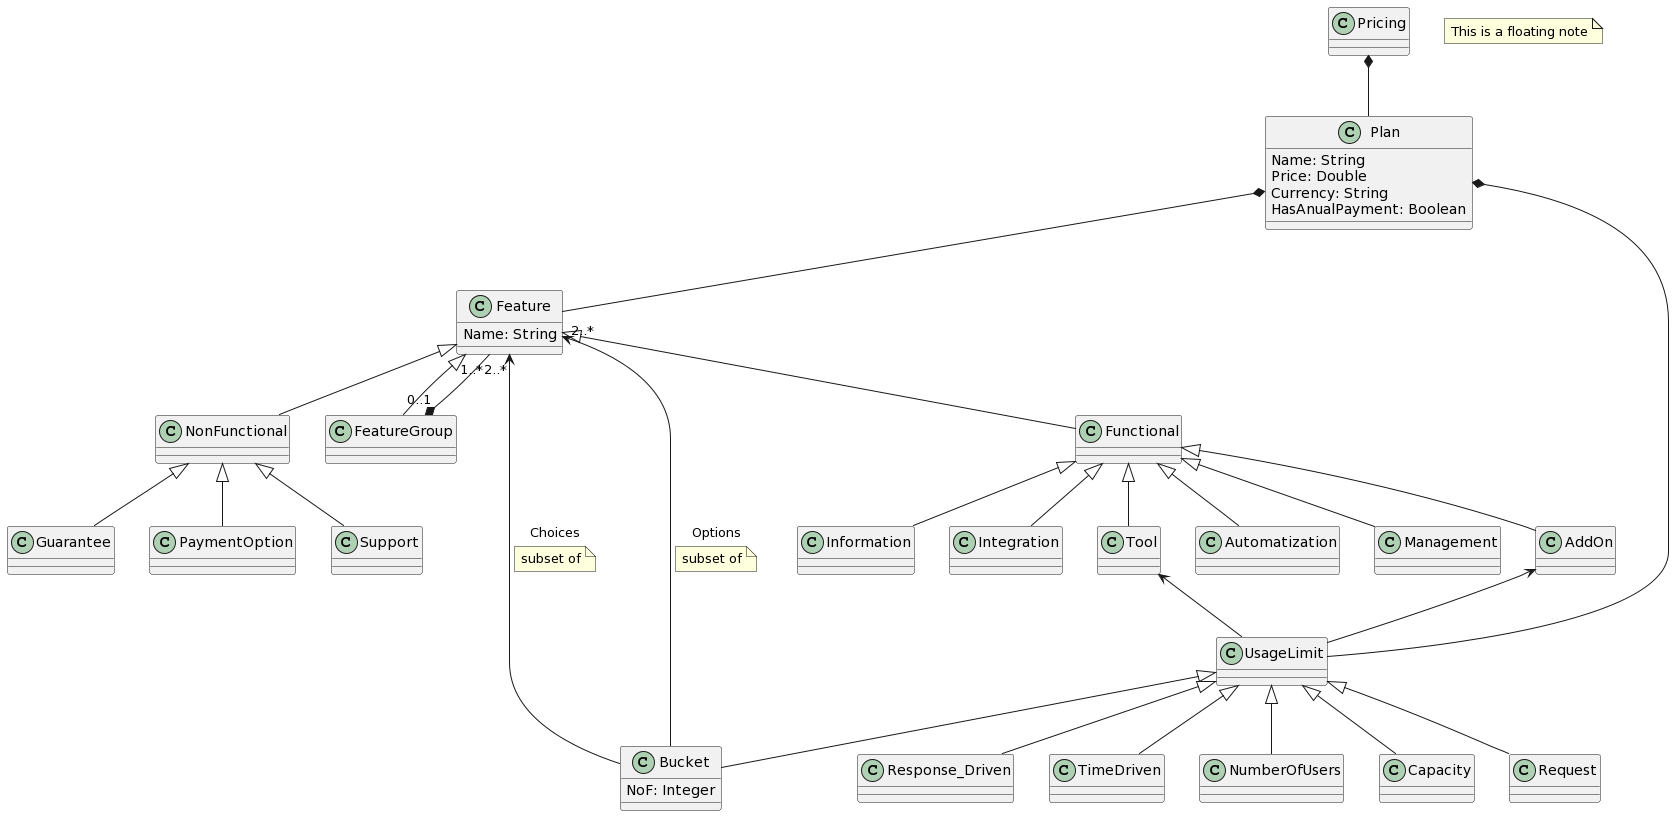 C Pricing
This is a floating note
C Plan
Name: String
Price: Double
Currency: String
HasAnualPayment: Boolean
C Feature
Name: String
2..*
1..* 2..*
0..1
C NonFunctional
C FeatureGroup
C Functional
C Guarantee
C PaymentOption
C Support
Choices
subset of
Options
subset of
C Information
C Integration
C Tool
C Automatization
C Management
C AddOn
C UsageLimit
C Bucket
NoF: Integer
C Response_Driven
C TimeDriven
C NumberOfUsers
C Capacity
C Request